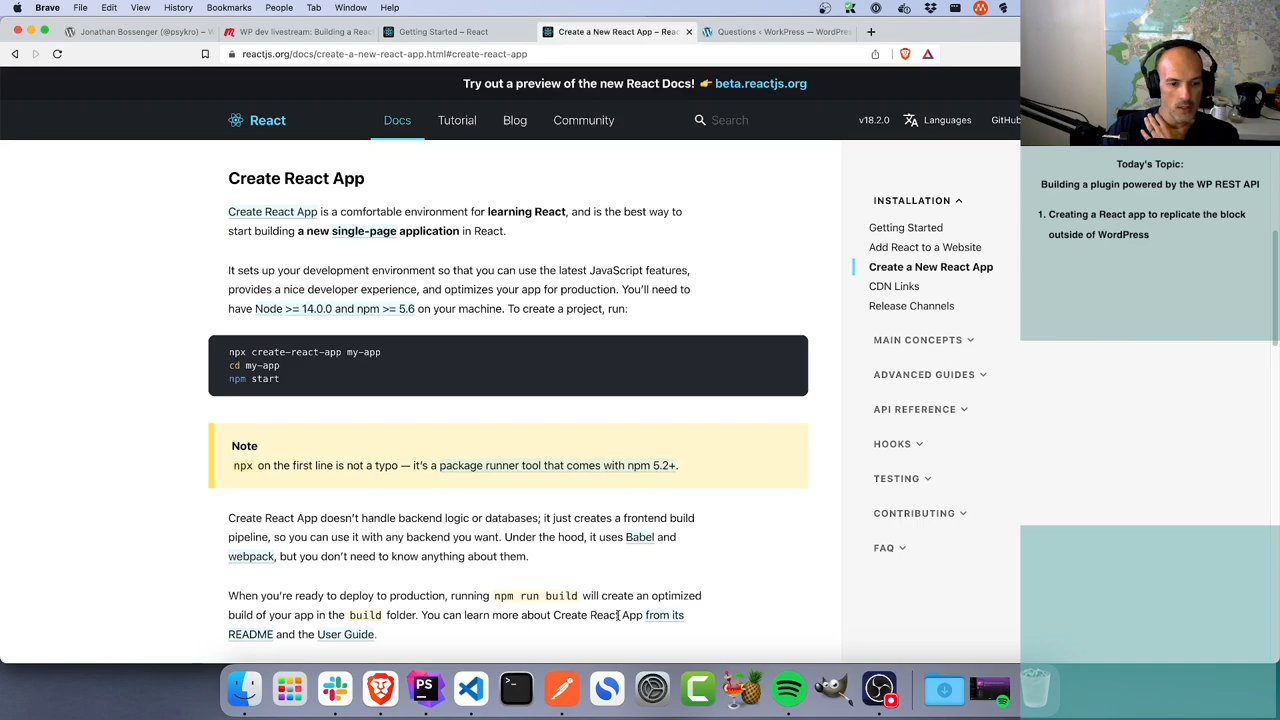 Brave File Edit View History Bookmarks People Tab Window Help
Jonathan Bossenger (@psykro)
WP dev livestream: Building a Reac
Getting Started – React
Create a New React App – Reac
Questions ‹ WorkPress — WordPre
reactjs.org/docs/create-a-new-react-app.html#create-react-app
Try out a preview of the new React Docs! 👉 beta.reactjs.org
React
Docs
Tutorial
Blog
Community
Search
v18.2.0
Languages
GitHu
Create React App
Create React App is a comfortable environment for learning React, and is the best way to
start building a new single-page application in React.
It sets up your development environment so that you can use the latest JavaScript features,
provides a nice developer experience, and optimizes your app for production. You'll need to
have Node >= 14.0.0 and npm >= 5.6 on your machine. To create a project, run:
npx create-react-app my-app
cd my-app
npm start
Note
npx on the first line is not a typo — it's a package runner tool that comes with npm 5.2+.
Create React App doesn't handle backend logic or databases; it just creates a frontend build
pipeline, so you can use it with any backend you want. Under the hood, it uses Babel and
webpack, but you don't need to know anything about them.
When you're ready to deploy to production, running npm run build will create an optimized
build of your app in the build folder. You can learn more about Create React App from its
README and the User Guide.
INSTALLATION
Getting Started
Add React to a Website
Create a New React App
CDN Links
Release Channels
MAIN CONCEPTS
ADVANCED GUIDES
API REFERENCE
HOOKS
TESTING
CONTRIBUTING
FAQ
Today's Topic:
Building a plugin powered by the WP REST API
1. Creating a React app to replicate the block
outside of WordPress
PS